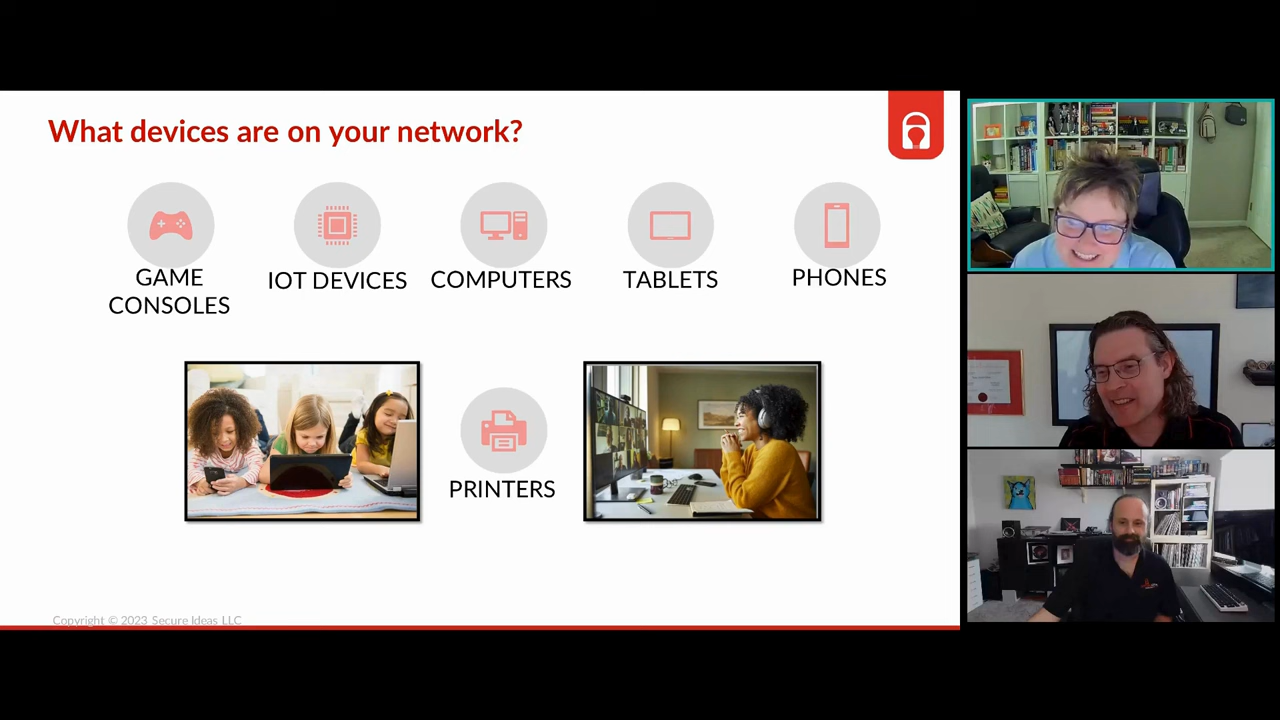 What devices are on your network?
GAME
CONSOLES
IOT DEVICES
COMPUTERS
TABLETS
PHONES
PRINTERS
Copyright © 2023 Secure Ideas LLC